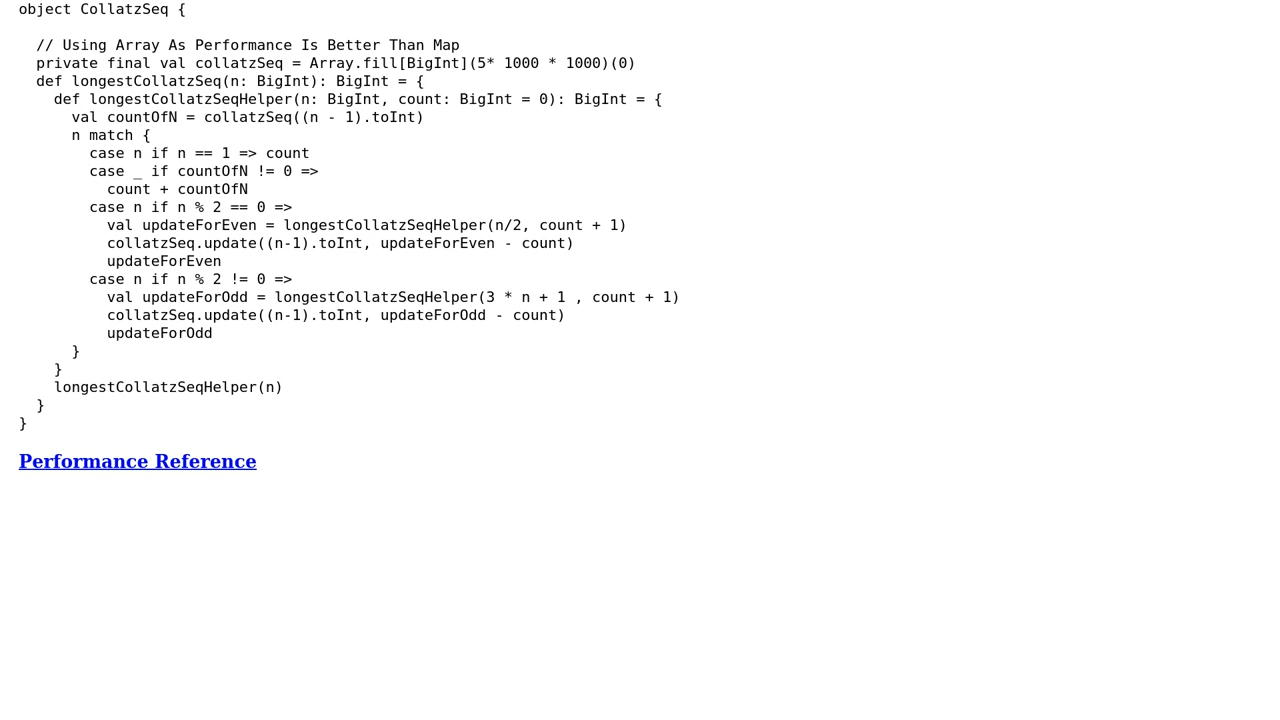 object CollatzSeq {
// Using Array As Performance Is Better Than Map
private final val collatzSeq = Array.fill[BigInt](5* 1000 * 1000)(0)
def longestCollatzSeq(n: BigInt): BigInt = {
def longestCollatzSeqHelper(n: BigInt, count: BigInt = 0): BigInt = {
val countOfN = collatzSeq((n - 1).toInt)
n match {
case n if n == 1 => count
case _ if countOfN != 0 =>
count + countOfN
case n if n % 2 == 0 =>
val updateForEven = longestCollatzSeqHelper(n/2, count + 1)
collatzSeq.update((n-1).toInt, updateForEven - count)
updateForEven
case n if n % 2 != 0 =>
val updateForOdd = longestCollatzSeqHelper(3 * n + 1 , count + 1)
collatzSeq.update((n-1).toInt, updateForOdd - count)
updateForOdd
}
}
longestCollatzSeqHelper(n)
}
}
Performance Reference